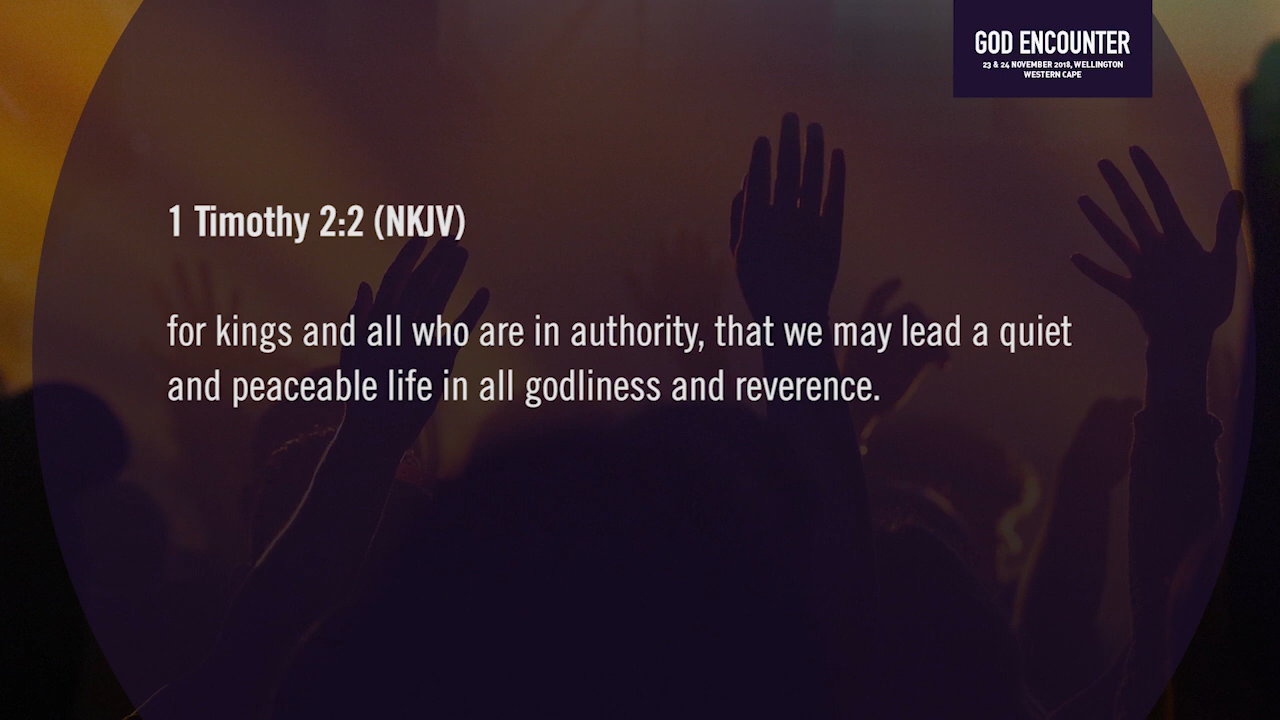 GOD ENCOUNTER
23 & 24 NOVEMBER 2018, WELLINGTON
WESTERN CAPE
1 Timothy 2:2 (NKJV)
for kings and all who are in authority, that we may lead a quiet
and peaceable life in all godliness and reverence.